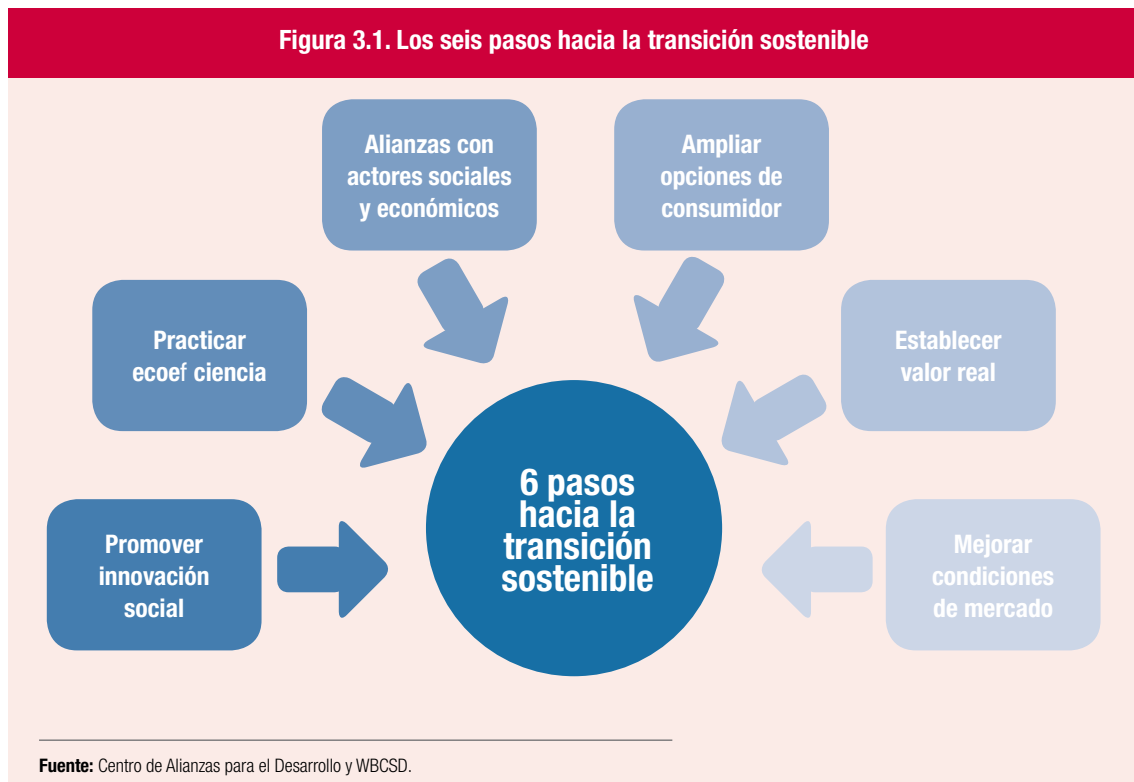 Figura 3.1. Los seis pasos hacia la transición sostenible
Alianzas con
actores sociales
y económicos
Ampliar
opciones de
consumidor
Practicar
ecoef ciencia
Establecer
valor real
Promover
innovación
social
6 pasos
hacia la
transición
sostenible
Mejorar
condiciones
de mercado
Fuente: Centro de Alianzas para el Desarrollo y WBCSD.